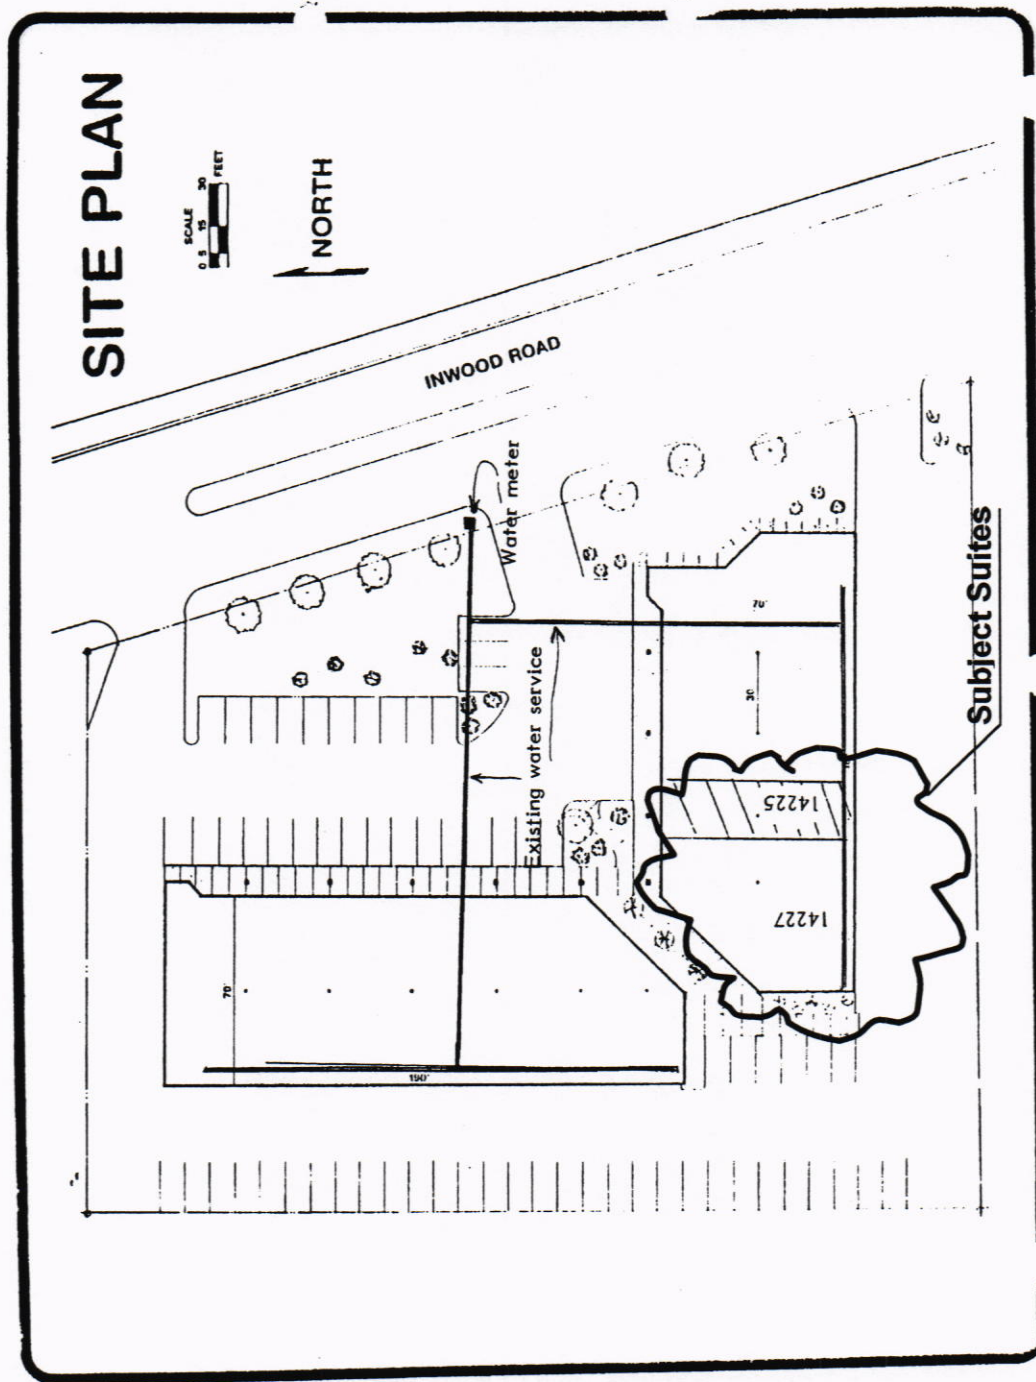 SITE PLAN
SCALE
0 5 15 30
FEET
NORTH
INWOOD ROAD
Water meter
Existing water service
70'
30
14225
14227
70'
190'
Subject Suites